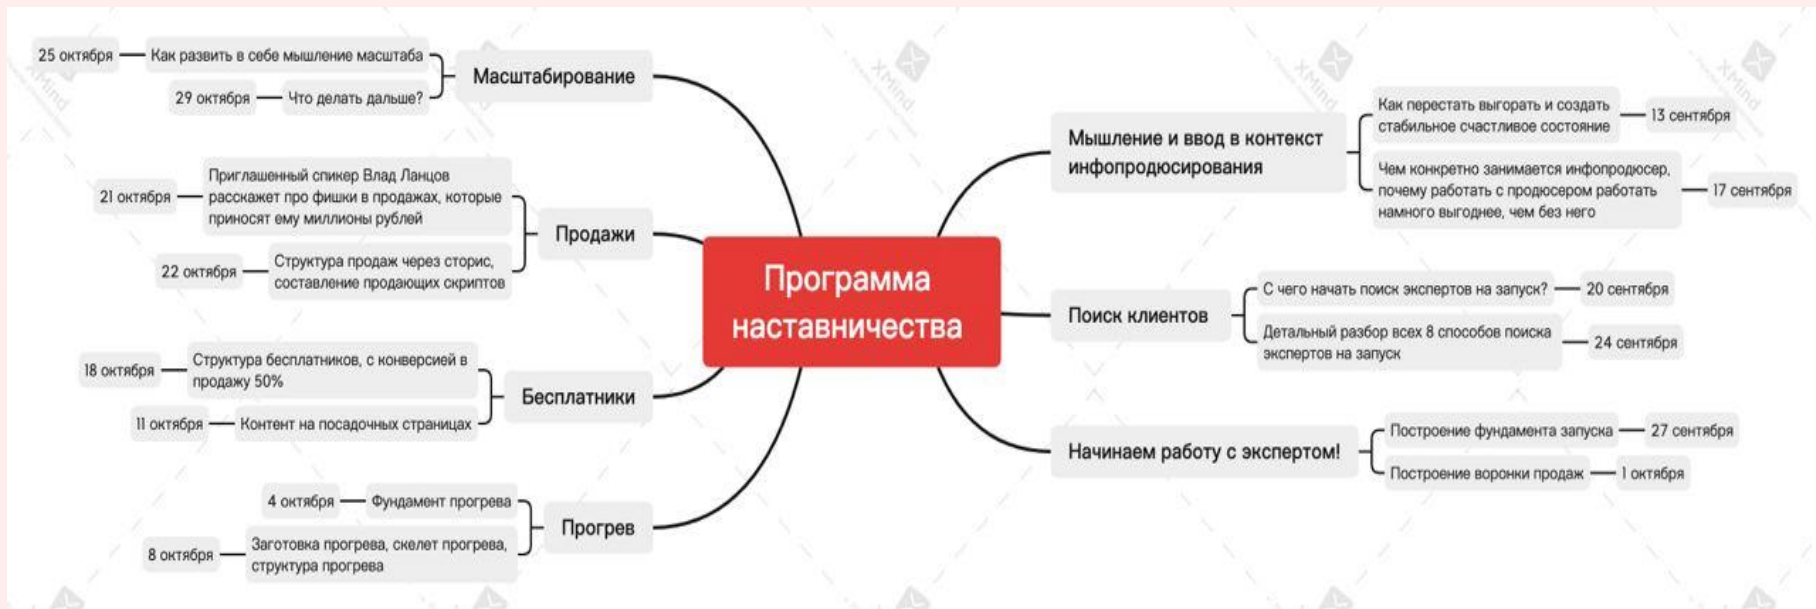 Программа
наставничества
Мышление и ввод в контекст
инфопродюсирования
Как перестать выгорать и создать
стабильное счастливое состояние
13 сентября
Чем конкретно занимается инфопродюсер,
почему работать с продюсером работать
намного выгоднее, чем без него
17 сентября
Поиск клиентов
С чего начать поиск экспертов на запуск?
20 сентября
Детальный разбор всех 8 способов поиска
экспертов на запуск
24 сентября
Начинаем работу с экспертом!
Построение фундамента запуска
27 сентября
Построение воронки продаж
1 октября
Прогрев
Фундамент прогрева
4 октября
Заготовка прогрева, скелет прогрева,
структура прогрева
8 октября
Бесплатники
Структура бесплатников, с конверсией в
продажу 50%
18 октября
Контент на посадочных страницах
11 октября
Продажи
Приглашенный спикер Влад Ланцов
расскажет про фишки в продажах, которые
приносят ему миллионы рублей
21 октября
Структура продаж через сторис,
составление продающих скриптов
22 октября
Масштабирование
Как развить в себе мышление масштаба
25 октября
Что делать дальше?
29 октября
XMind
XMind
XMind